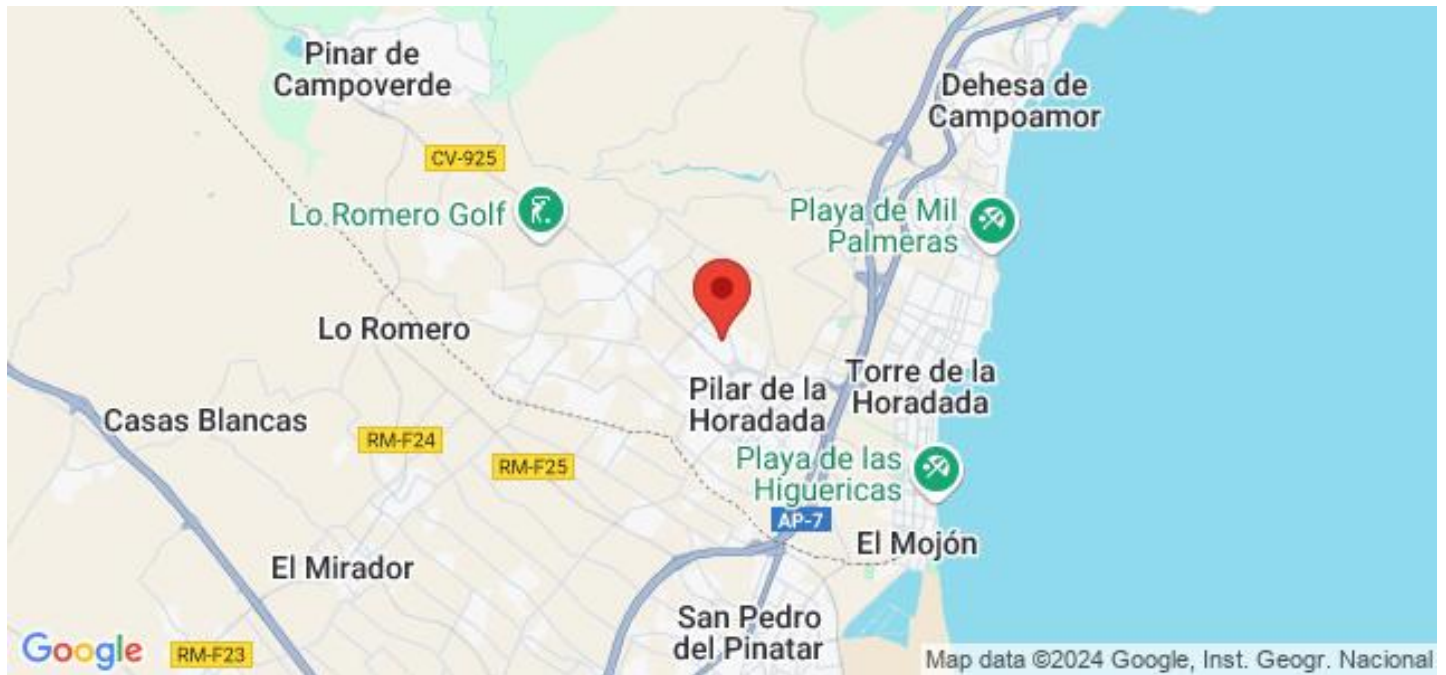 Pinar de
Campoverde
Dehesa de
Campoamor
CV-925
Lo Romero Golf
Playa de Mil
Palmeras
Lo Romero
Pilar de la
Horadada
Torre de la
Horadada
Casas Blancas
RM-F24
RM-F25
Playa de las
Higuericas
AP-7
El Mojón
El Mirador
San Pedro
del Pinatar
Google
RM-F23
Map data ©2024 Google, Inst. Geogr. Nacional